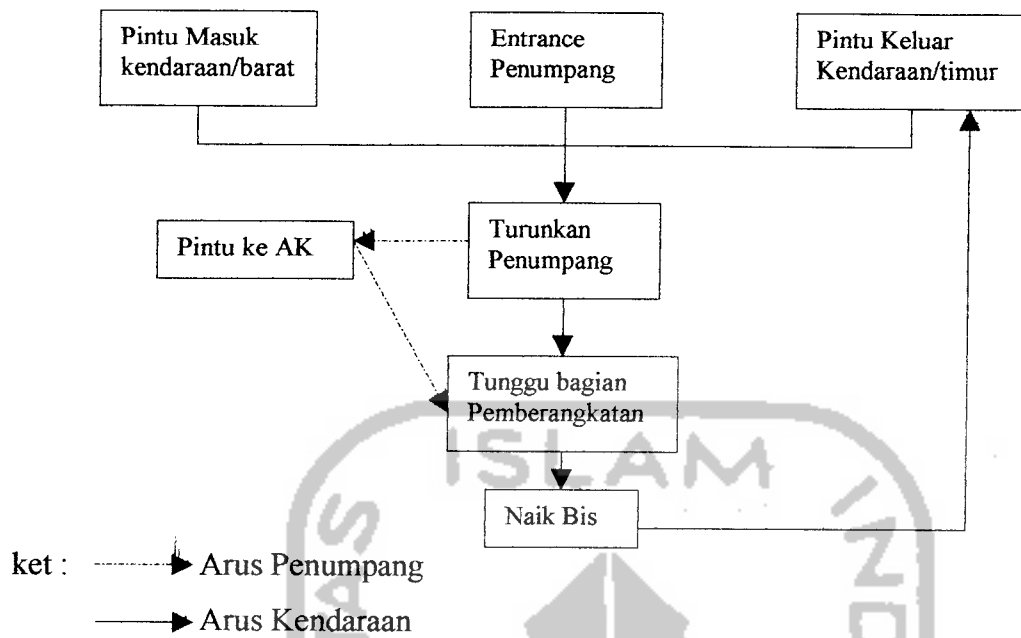 Pintu Masuk
kendaraan/barat
Entrance
Penumpang
Pintu Keluar
Kendaraan/timur
Pintu ke AK
Turunkan
Penumpang
Tunggu bagian
Pemberangkatan
ISLAM
Naik Bis
ket :
Arus Penumpang
Arus Kendaraan